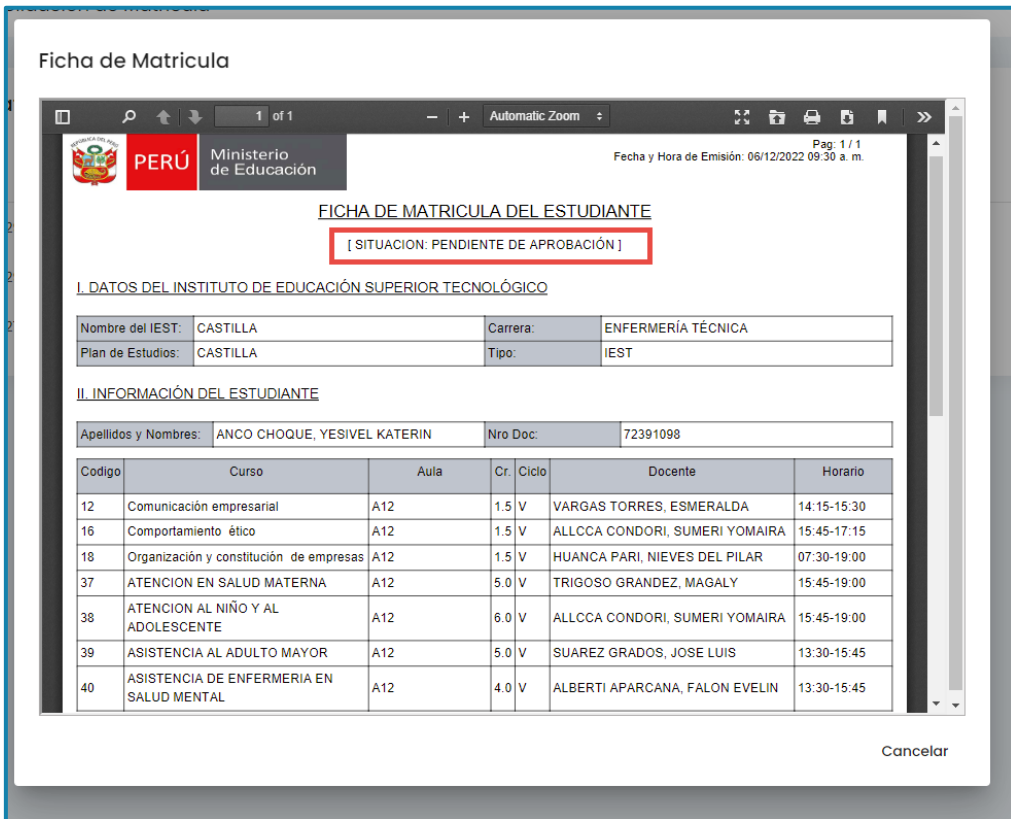 Ficha de Matricula
1 of 1 − + Automatic Zoom
PERÚ Ministerio
de Educación
Pag: 1 / 1
Fecha y Hora de Emisión: 06/12/2022 09:30 a. m.
FICHA DE MATRICULA DEL ESTUDIANTE
[ SITUACION: PENDIENTE DE APROBACIÓN ]
I. DATOS DEL INSTITUTO DE EDUCACIÓN SUPERIOR TECNOLÓGICO
Nombre del IEST: CASTILLA Carrera: ENFERMERÍA TÉCNICA
Plan de Estudios: CASTILLA Tipo: IEST
II. INFORMACIÓN DEL ESTUDIANTE
Apellidos y Nombres: ANCO CHOQUE, YESIVEL KATERIN Nro Doc: 72391098
Codigo Curso Aula Cr. Ciclo Docente Horario
12 Comunicación empresarial A12 1.5 V VARGAS TORRES, ESMERALDA 14:15-15:30
16 Comportamiento ético A12 1.5 V ALLCCA CONDORI, SUMERI YOMAIRA 15:45-17:15
18 Organización y constitución de empresas A12 1.5 V HUANCA PARI, NIEVES DEL PILAR 07:30-19:00
37 ATENCION EN SALUD MATERNA A12 5.0 V TRIGOSO GRANDEZ, MAGALY 15:45-19:00
38 ATENCION AL NIÑO Y AL
ADOLESCENTE A12 6.0 V ALLCCA CONDORI, SUMERI YOMAIRA 15:45-19:00
39 ASISTENCIA AL ADULTO MAYOR A12 5.0 V SUAREZ GRADOS, JOSE LUIS 13:30-15:45
40 ASISTENCIA DE ENFERMERIA EN
SALUD MENTAL A12 4.0 V ALBERTI APARCANA, FALON EVELIN 13:30-15:45
Cancelar